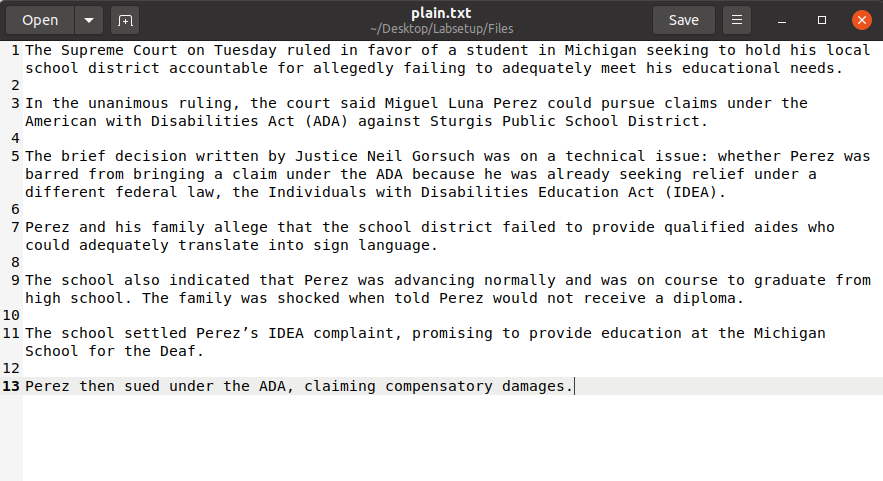 Open
plain.txt
~/Desktop/Labsetup/Files
Save
1 The Supreme Court on Tuesday ruled in favor of a student in Michigan seeking to hold his local
school district accountable for allegedly failing to adequately meet his educational needs.
2
3 In the unanimous ruling, the court said Miguel Luna Perez could pursue claims under the
American with Disabilities Act (ADA) against Sturgis Public School District.
4
5 The brief decision written by Justice Neil Gorsuch was on a technical issue: whether Perez was
barred from bringing a claim under the ADA because he was already seeking relief under a
different federal law, the Individuals with Disabilities Education Act (IDEA).
6
7 Perez and his family allege that the school district failed to provide qualified aides who
could adequately translate into sign language.
8
9 The school also indicated that Perez was advancing normally and was on course to graduate from
high school. The family was shocked when told Perez would not receive a diploma.
10
11 The school settled Perez’s IDEA complaint, promising to provide education at the Michigan
School for the Deaf.
12
13 Perez then sued under the ADA, claiming compensatory damages.